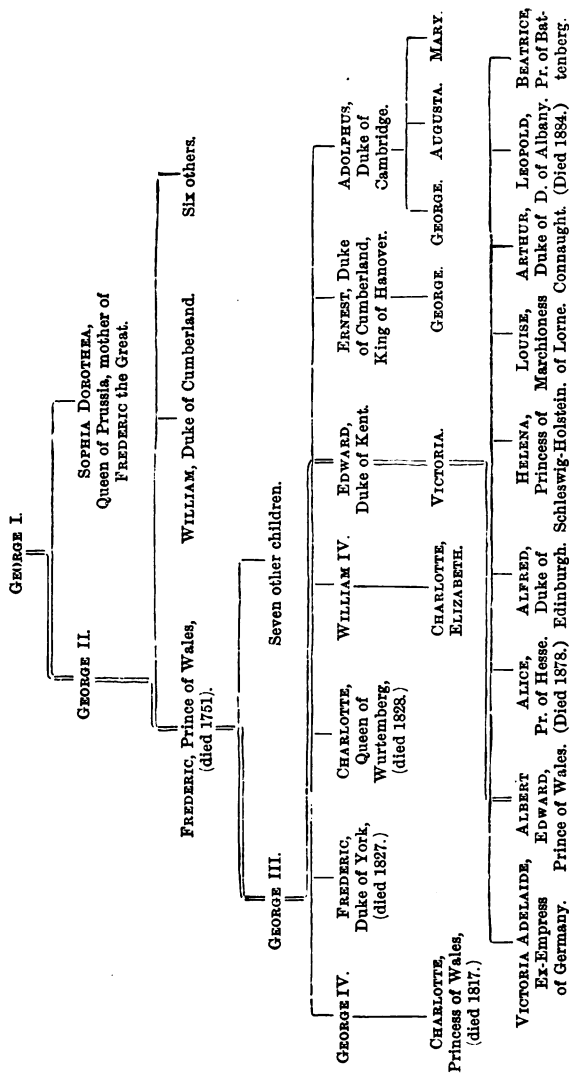 GEORGE I.
GEORGE II.
SOPHIA DOROTHEA,
Queen of Prussia, mother of
FREDERIC the Great.
FREDERIC, Prince of Wales,
(died 1751).
WILLIAM, Duke of Cumberland.
Six others.
GEORGE III.
Seven other children.
GEORGE IV.
FREDERIC,
Duke of York,
(died 1827.)
CHARLOTTE,
Queen of
Wurtemberg,
(died 1828.)
WILLIAM IV.
EDWARD,
Duke of Kent.
ERNEST, Duke
of Cumberland,
King of Hanover.
ADOLPHUS,
Duke of
Cambridge.
CHARLOTTE,
Princess of Wales,
(died 1817.)
CHARLOTTE,
ELIZABETH.
VICTORIA.
GEORGE.
GEORGE.
AUGUSTA.
MARY.
VICTORIA ADELAIDE,
Ex-Empress
of Germany.
ALBERT
EDWARD,
Prince of Wales.
ALICE,
Pr. of Hesse.
(Died 1878.)
ALFRED,
Duke of
Edinburgh.
HELENA,
Princess of
Schleswig-Holstein.
LOUISE,
Marchioness
of Lorne.
ARTHUR,
Duke of
Connaught.
LEOPOLD,
D. of Albany.
(Died 1884.)
BEATRICE,
Pr. of Bat-
tenberg.